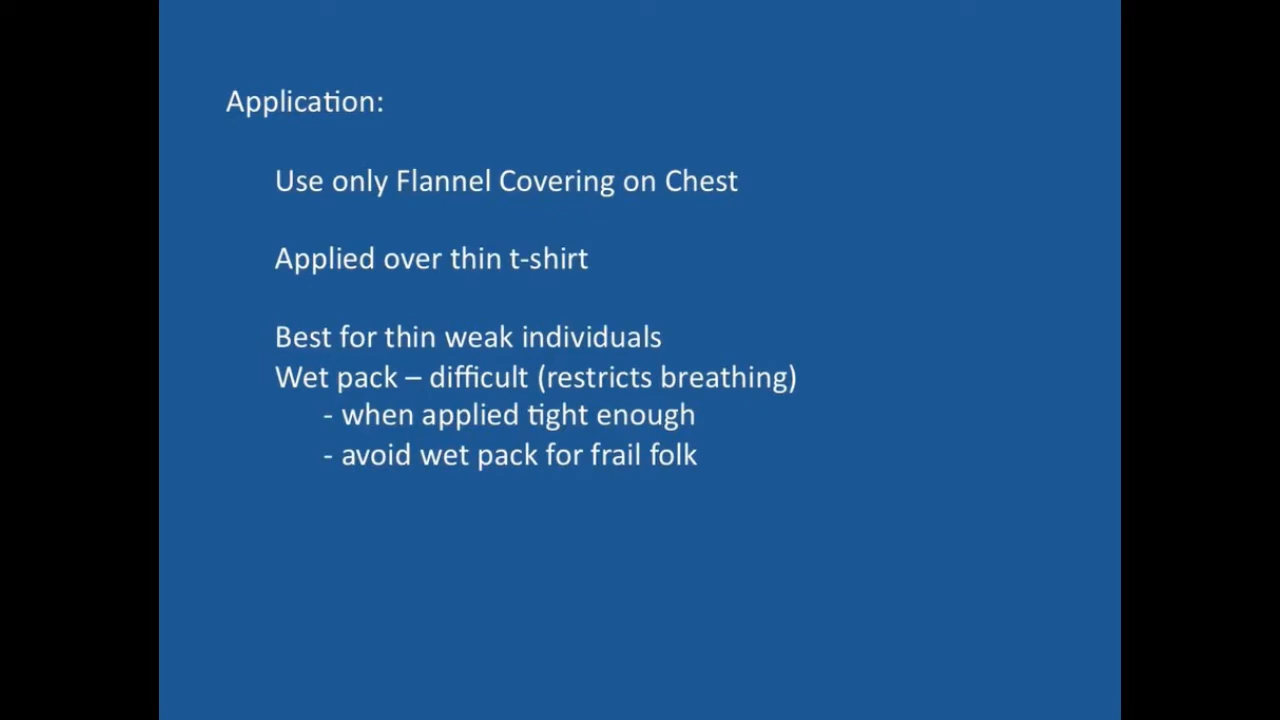 Application:
Use only Flannel Covering on Chest
Applied over thin t-shirt
Best for thin weak individuals
Wet pack – difficult (restricts breathing)
- when applied tight enough
- avoid wet pack for frail folk